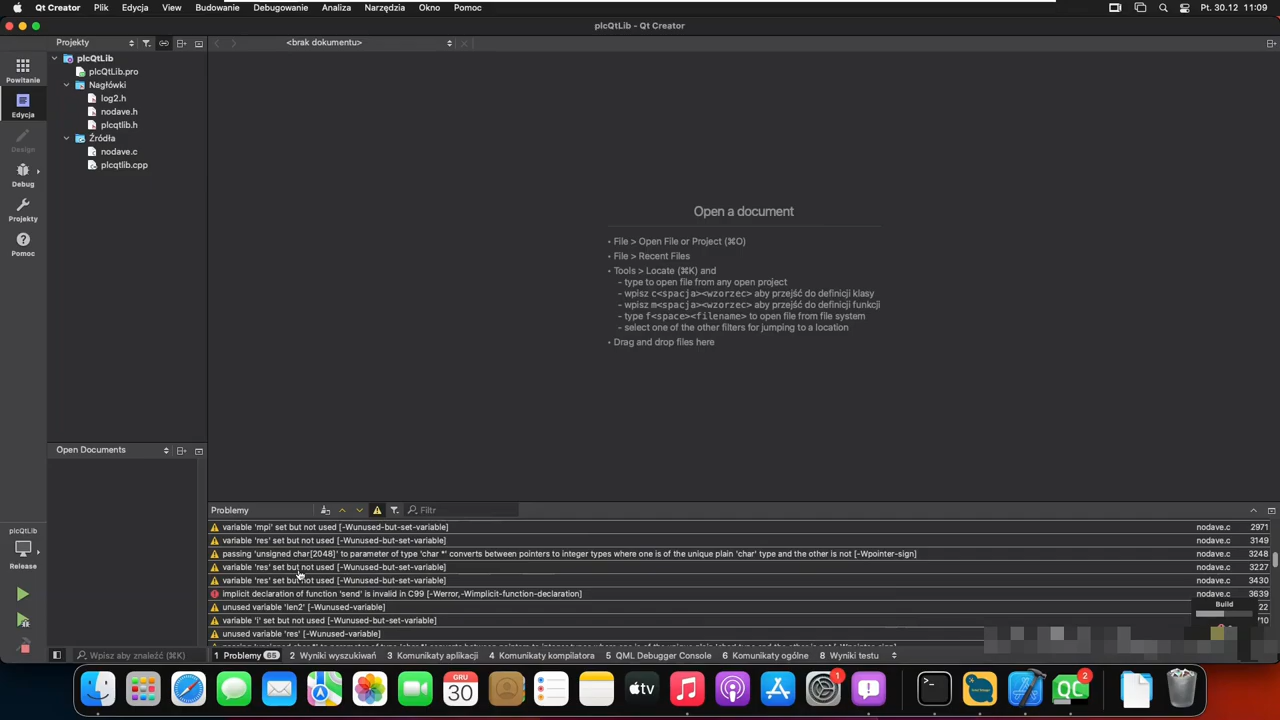 Qt Creator Plik Edycja View Budowanie Debugowanie Analiza Narzędzia Okno Pomoc Pt. 30.12 11:09
plcQtLib - Qt Creator
Projekty
<brak dokumentu>
plcQtLib
plcQtLib.pro
Nagłówki
log2.h
nodave.h
plcqtlib.h
Źródła
nodave.c
plcqtlib.cpp
Powitanie
Edycja
Design
Debug
Projekty
Pomoc
Open a document
• File > Open File or Project (⌘O)
• File > Recent Files
• Tools > Locate (⌘K) and
- type to open file from any open project
- wpisz c<spacja><wzorzec> aby przejść do definicji klasy
- wpisz m<spacja><wzorzec> aby przejść do definicji funkcji
- type f<space><filename> to open file from file system
- select one of the other filters for jumping to a location
• Drag and drop files here
Open Documents
plcQtLib
Release
Problemy Filtr
variable 'mpi' set but not used [-Wunused-but-set-variable] nodave.c 2971
variable 'res' set but not used [-Wunused-but-set-variable] nodave.c 3149
passing 'unsigned char[2048]' to parameter of type 'char *' converts between pointers to integer types where one is of the unique plain 'char' type and the other is not [-Wpointer-sign] nodave.c 3248
variable 'res' set but not used [-Wunused-but-set-variable] nodave.c 3227
variable 'res' set but not used [-Wunused-but-set-variable] nodave.c 3430
implicit declaration of function 'send' is invalid in C99 [-Werror,-Wimplicit-function-declaration] nodave.c 3639
unused variable 'len2' [-Wunused-variable] 22
variable 'i' set but not used [-Wunused-but-set-variable] 710
unused variable 'res' [-Wunused-variable]
Build
Wpisz aby znaleźć (⌘K) 1 Problemy 65 2 Wyniki wyszukiwań 3 Komunikaty aplikacji 4 Komunikaty kompilatora 5 QML Debugger Console 6 Komunikaty ogólne 8 Wyniki testu
GRU
30
tv
1
QC
2